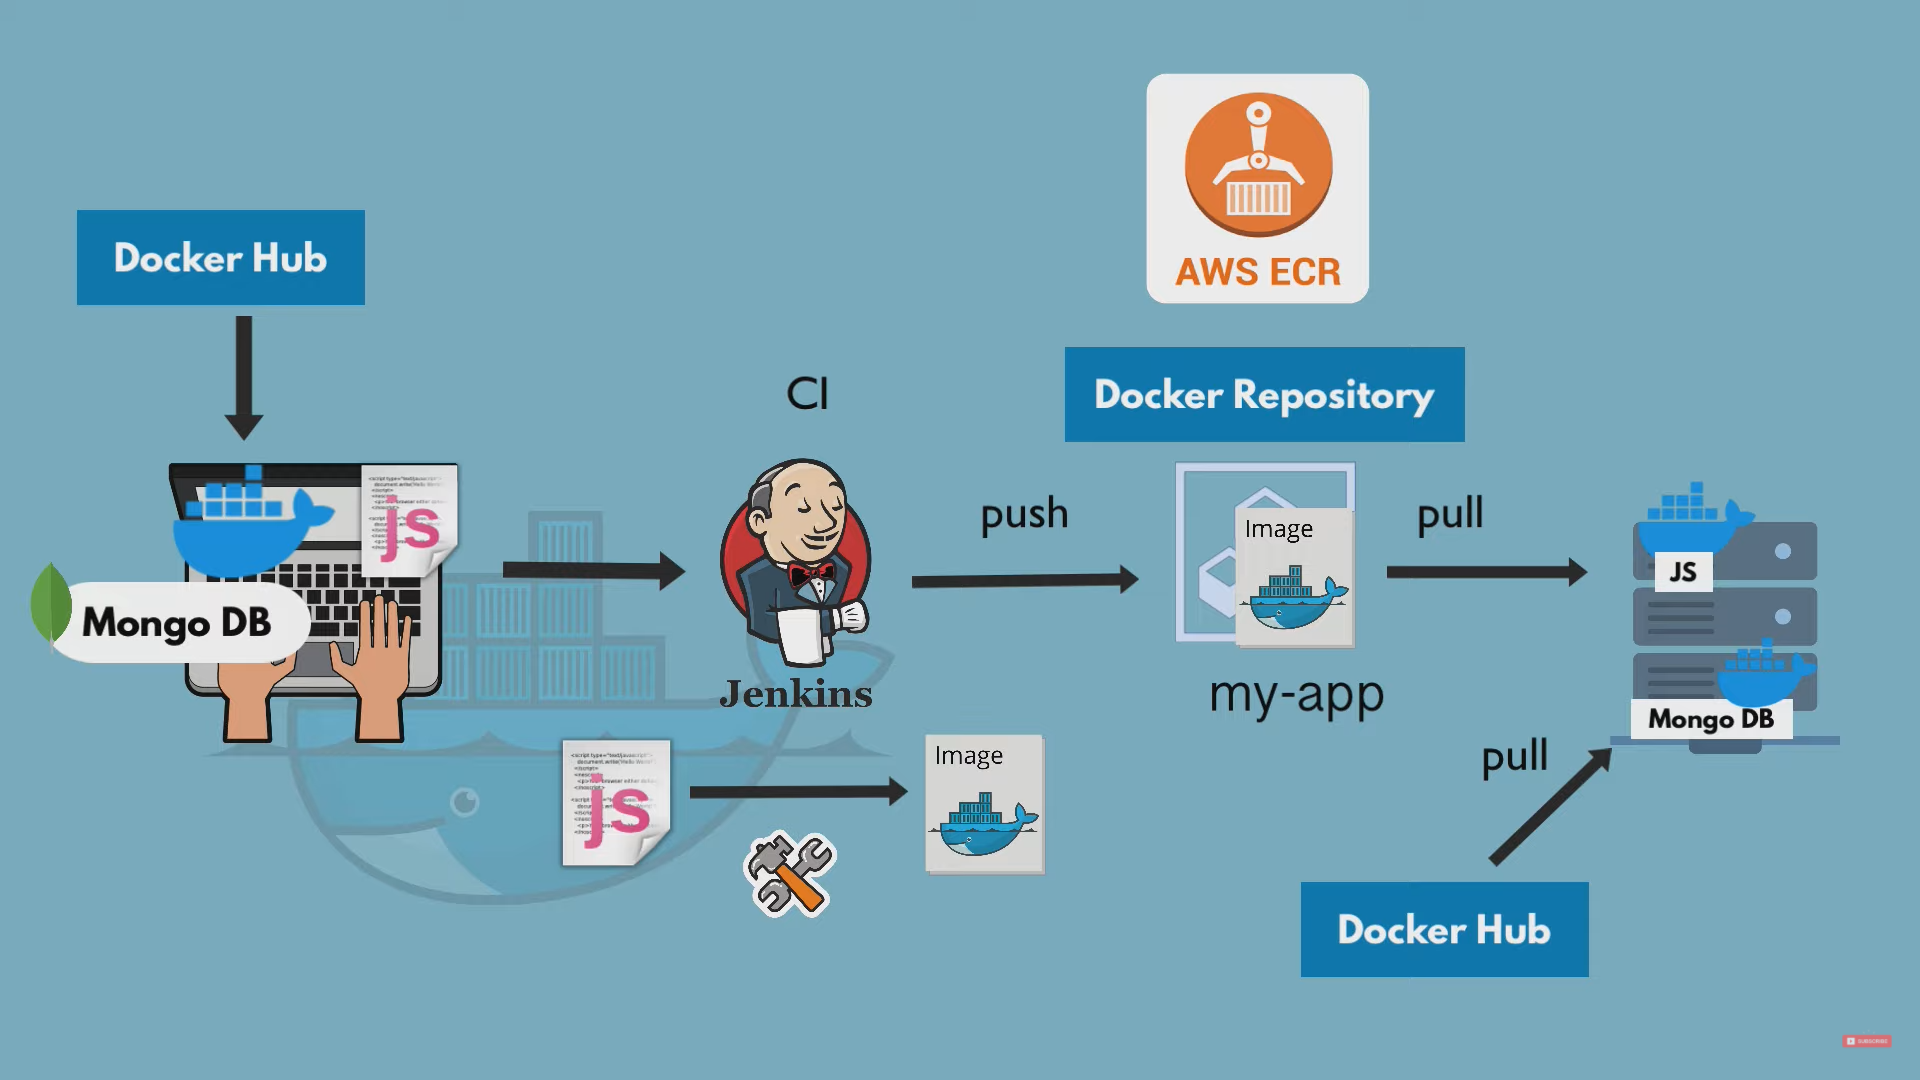 AWS ECR
Docker Hub
Docker Repository
CI
js
push
Image
pull
JS
Mongo DB
Jenkins
my-app
Mongo DB
pull
js
Image
Docker Hub
SUBSCRIBE